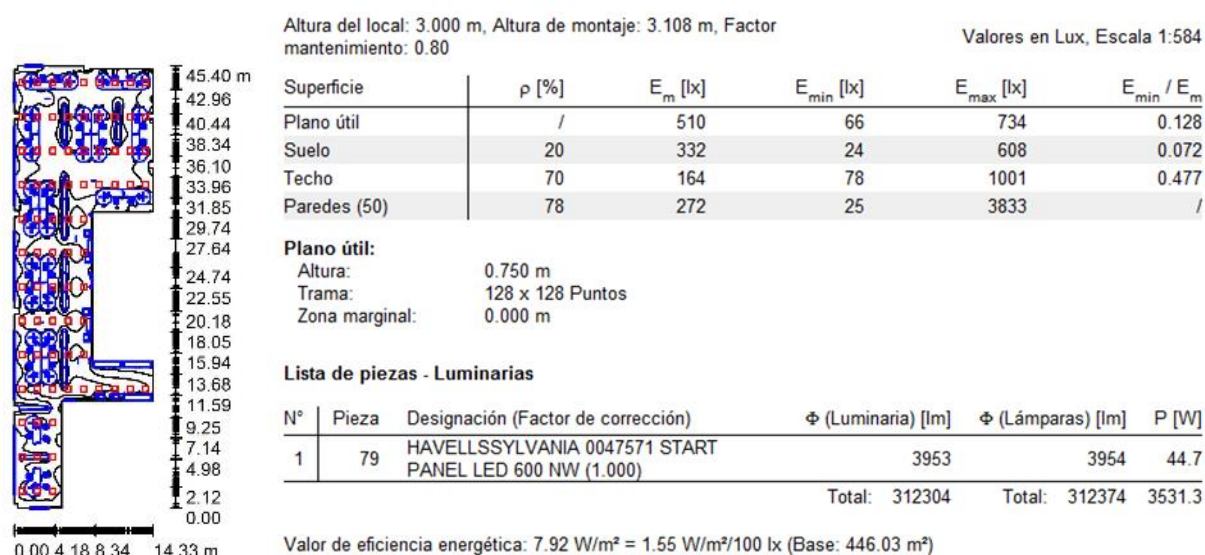 Altura del local: 3.000 m, Altura de montaje: 3.108 m, Factor
mantenimiento: 0.80
Valores en Lux, Escala 1:584
Superficie ρ [%] Em [lx] Emin [lx] Emax [lx] Emin / Em
Plano útil / 510 66 734 0.128
Suelo 20 332 24 608 0.072
Techo 70 164 78 1001 0.477
Paredes (50) 78 272 25 3833 /
Plano útil:
Altura: 0.750 m
Trama: 128 x 128 Puntos
Zona marginal: 0.000 m
Lista de piezas - Luminarias
N° Pieza Designación (Factor de corrección) Φ (Luminaria) [lm] Φ (Lámparas) [lm] P [W]
1 79 HAVELLSSYLVANIA 0047571 START
PANEL LED 600 NW (1.000) 3953 3954 44.7
Total: 312304 Total: 312374 3531.3
Valor de eficiencia energética: 7.92 W/m² = 1.55 W/m²/100 lx (Base: 446.03 m²)
45.40 m
42.96
40.44
38.34
36.10
33.96
31.85
29.74
27.64
24.74
22.55
20.18
18.05
15.94
13.68
11.59
9.25
7.14
4.98
2.12
0.00
0.00 4.18 8.34 14.33 m